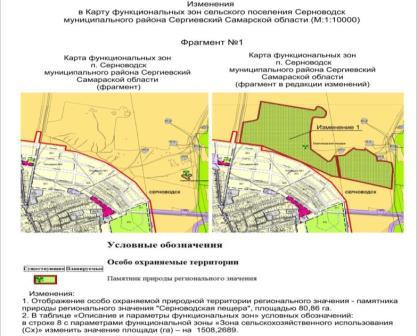 Изменения
в Карту функциональных зон сельского поселения Серноводск
муниципального района Сергиевский Самарской области (М:1:10000)
Фрагмент №1
Карта функциональных зон
п. Серноводск
муниципального района Сергиевский
Самараской области
(фрагмент)
Карта функциональных зон
п. Серноводск
муниципального района Сергиевский
Самараской области
(фрагмент в редакции изменений)
Изменение 1
СЕРНОВОДСК
СЕРНОВОДСК
Условные обозначения
Особо охраняемые территории
Существующие Планируемые
Памятник природы регионального значения
Изменения:
1. Отображение особо охраняемой природной территории регионального значения - памятника
природы регионального значения "Серноводская пещера", площадью 80,86 га.
2. В таблице «Описание и параметры функциональных зон» условных обозначений:
в строке 8 с параметрами функциональной зоны «Зона сельскохозяйственного использования
(Сх)» изменить значение площади (га) – на 1508,2689.